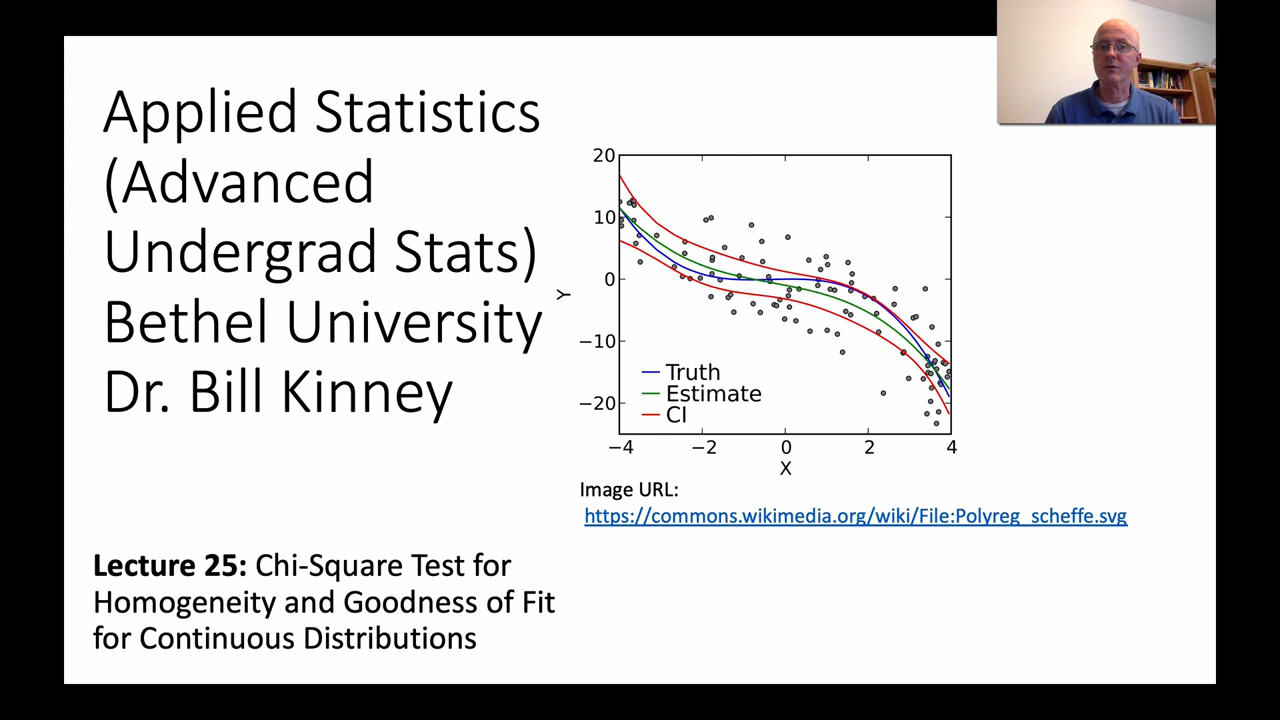 Applied Statistics
(Advanced
Undergrad Stats)
Bethel University
Dr. Bill Kinney
20
10
0
−10
−20
Y
Truth
Estimate
CI
−4
−2
0
2
4
X
Image URL:
https://commons.wikimedia.org/wiki/File:Polyreg_scheffe.svg
Lecture 25: Chi-Square Test for
Homogeneity and Goodness of Fit
for Continuous Distributions